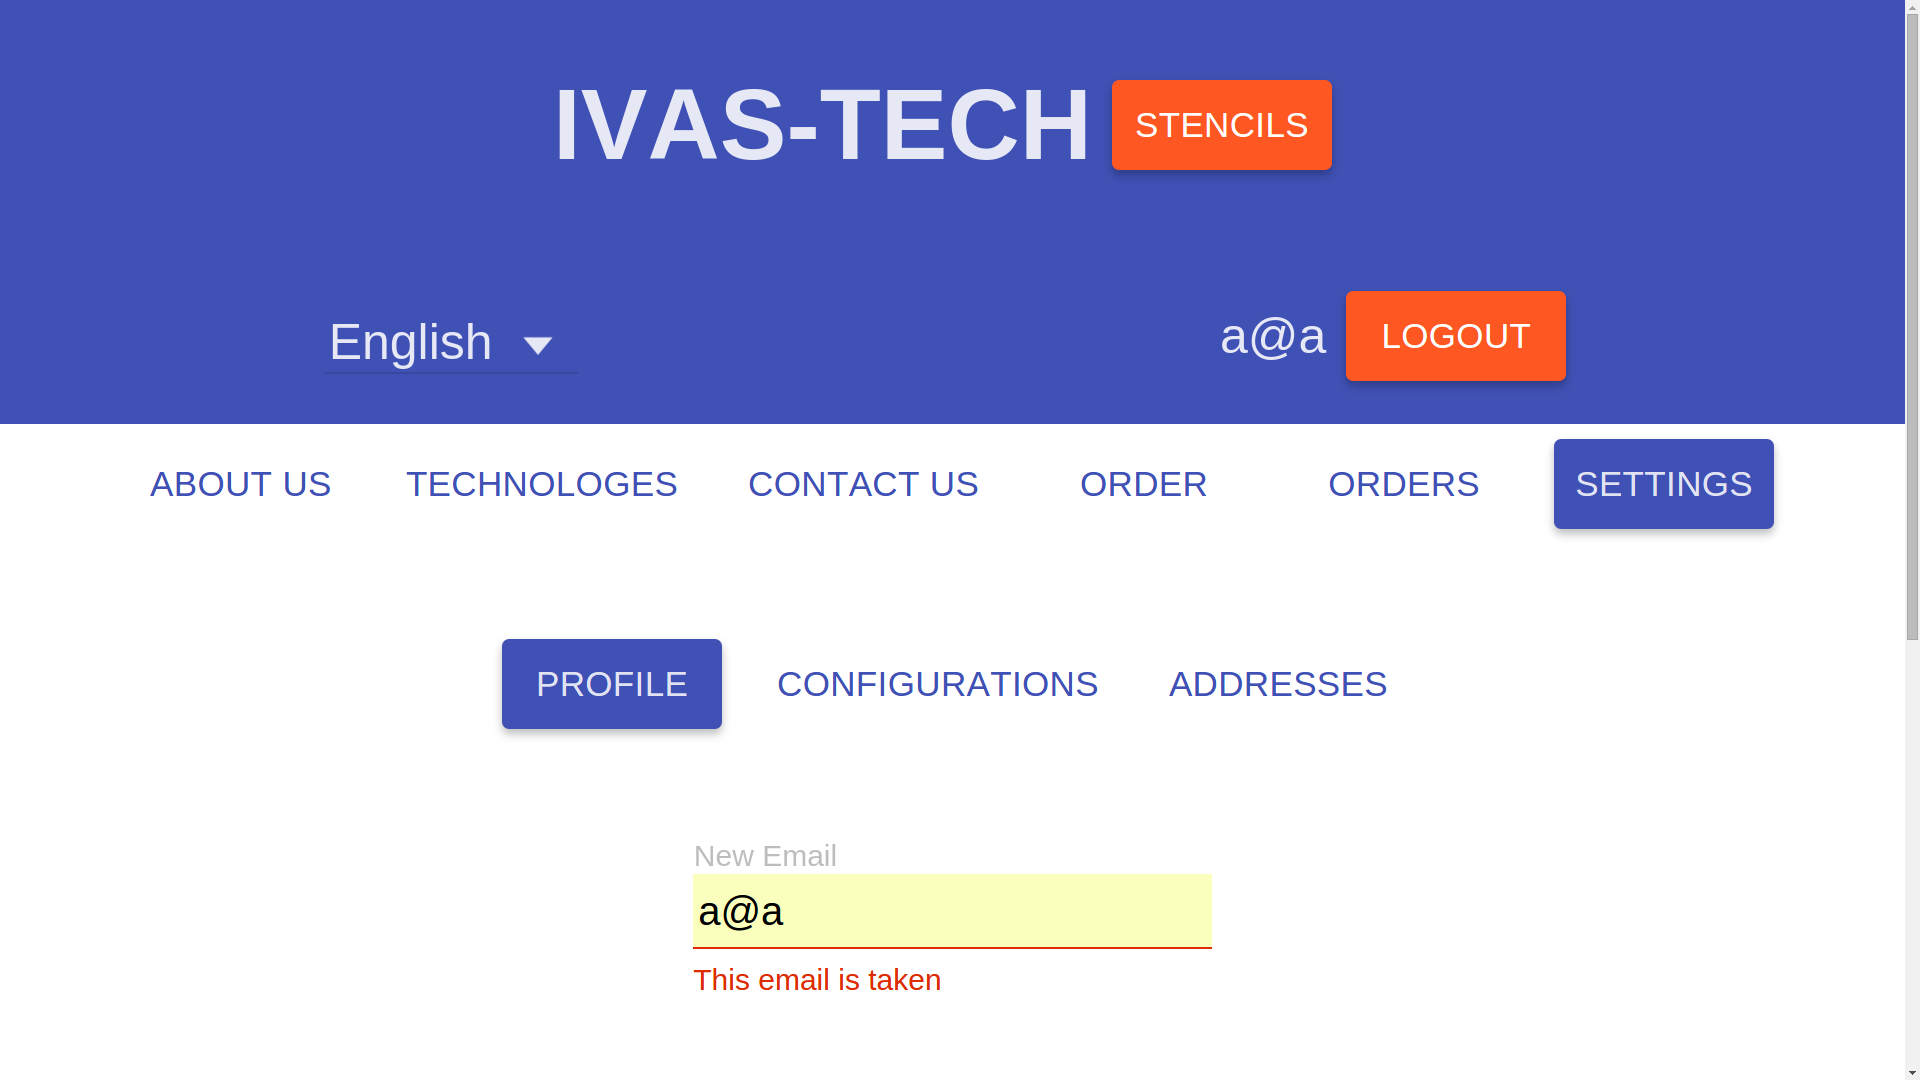 IVAS-TECH STENCILS
English a@a LOGOUT
ABOUT US TECHNOLOGES CONTACT US ORDER ORDERS SETTINGS
PROFILE CONFIGURATIONS ADDRESSES
New Email
a@a
This email is taken